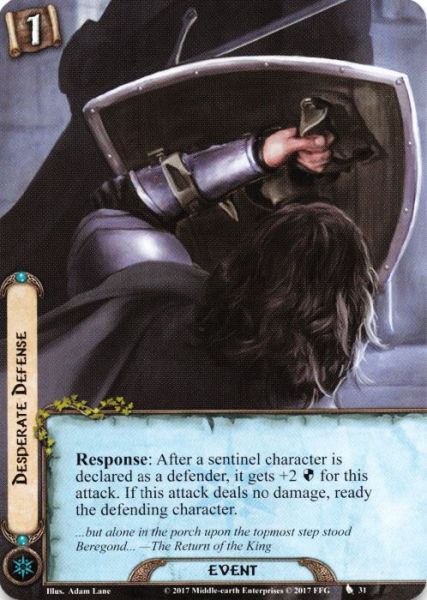 1
DESPERATE DEFENSE
Response: After a sentinel character is
declared as a defender, it gets +2 for this
attack. If this attack deals no damage, ready
the defending character.
...but alone in the porch upon the topmost step stood
Beregond... —The Return of the King
EVENT
Illus. Adam Lane © 2017 Middle-earth Enterprises © 2017 FFG 31